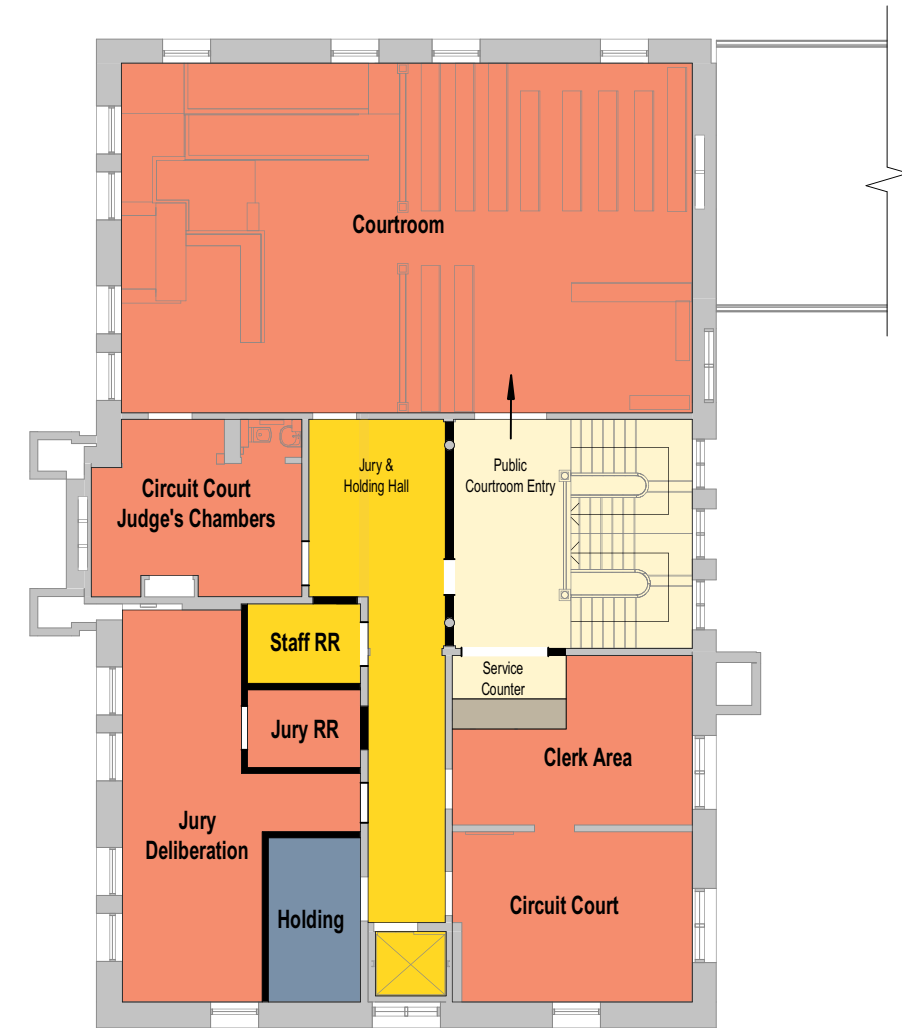 Courtroom
Circuit Court
Judge's Chambers
Jury &
Holding Hall
Public
Courtroom Entry
Staff RR
Service
Counter
Jury RR
Clerk Area
Jury
Deliberation
Holding
Circuit Court